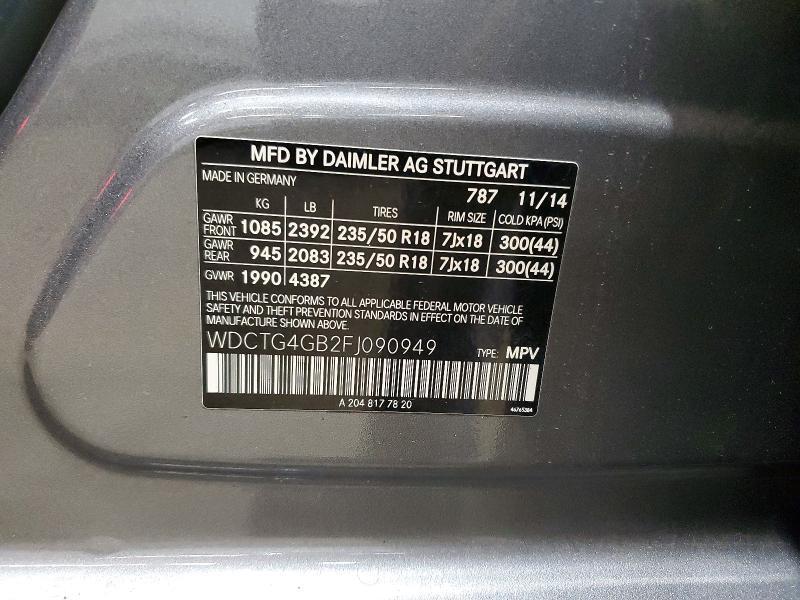 MFD BY DAIMLER AG STUTTGART
MADE IN GERMANY 787 11/14
KG LB TIRES RIM SIZE COLD KPA (PSI)
GAWR FRONT 1085 2392 235/50 R18 7Jx18 300(44)
GAWR REAR 945 2083 235/50 R18 7Jx18 300(44)
GVWR 1990 4387
THIS VEHICLE CONFORMS TO ALL APPLICABLE FEDERAL MOTOR VEHICLE
SAFETY AND THEFT PREVENTION STANDARDS IN EFFECT ON THE DATE OF
MANUFACTURE SHOWN ABOVE.
WDCTG4GB2FJ090949 TYPE: MPV
A 204 817 78 20 46765384